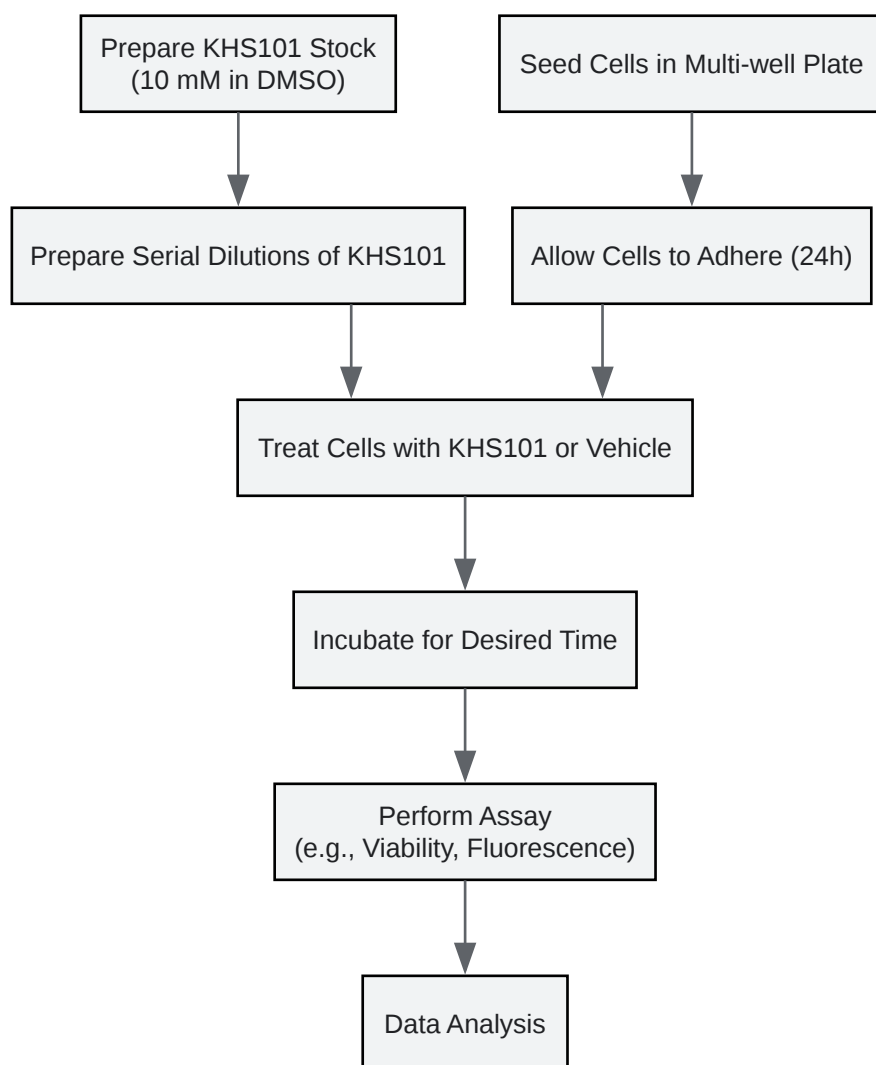 Prepare KHS101 Stock
(10 mM in DMSO)
Seed Cells in Multi-well Plate
Prepare Serial Dilutions of KHS101
Allow Cells to Adhere (24h)
Treat Cells with KHS101 or Vehicle
Incubate for Desired Time
Perform Assay
(e.g., Viability, Fluorescence)
Data Analysis